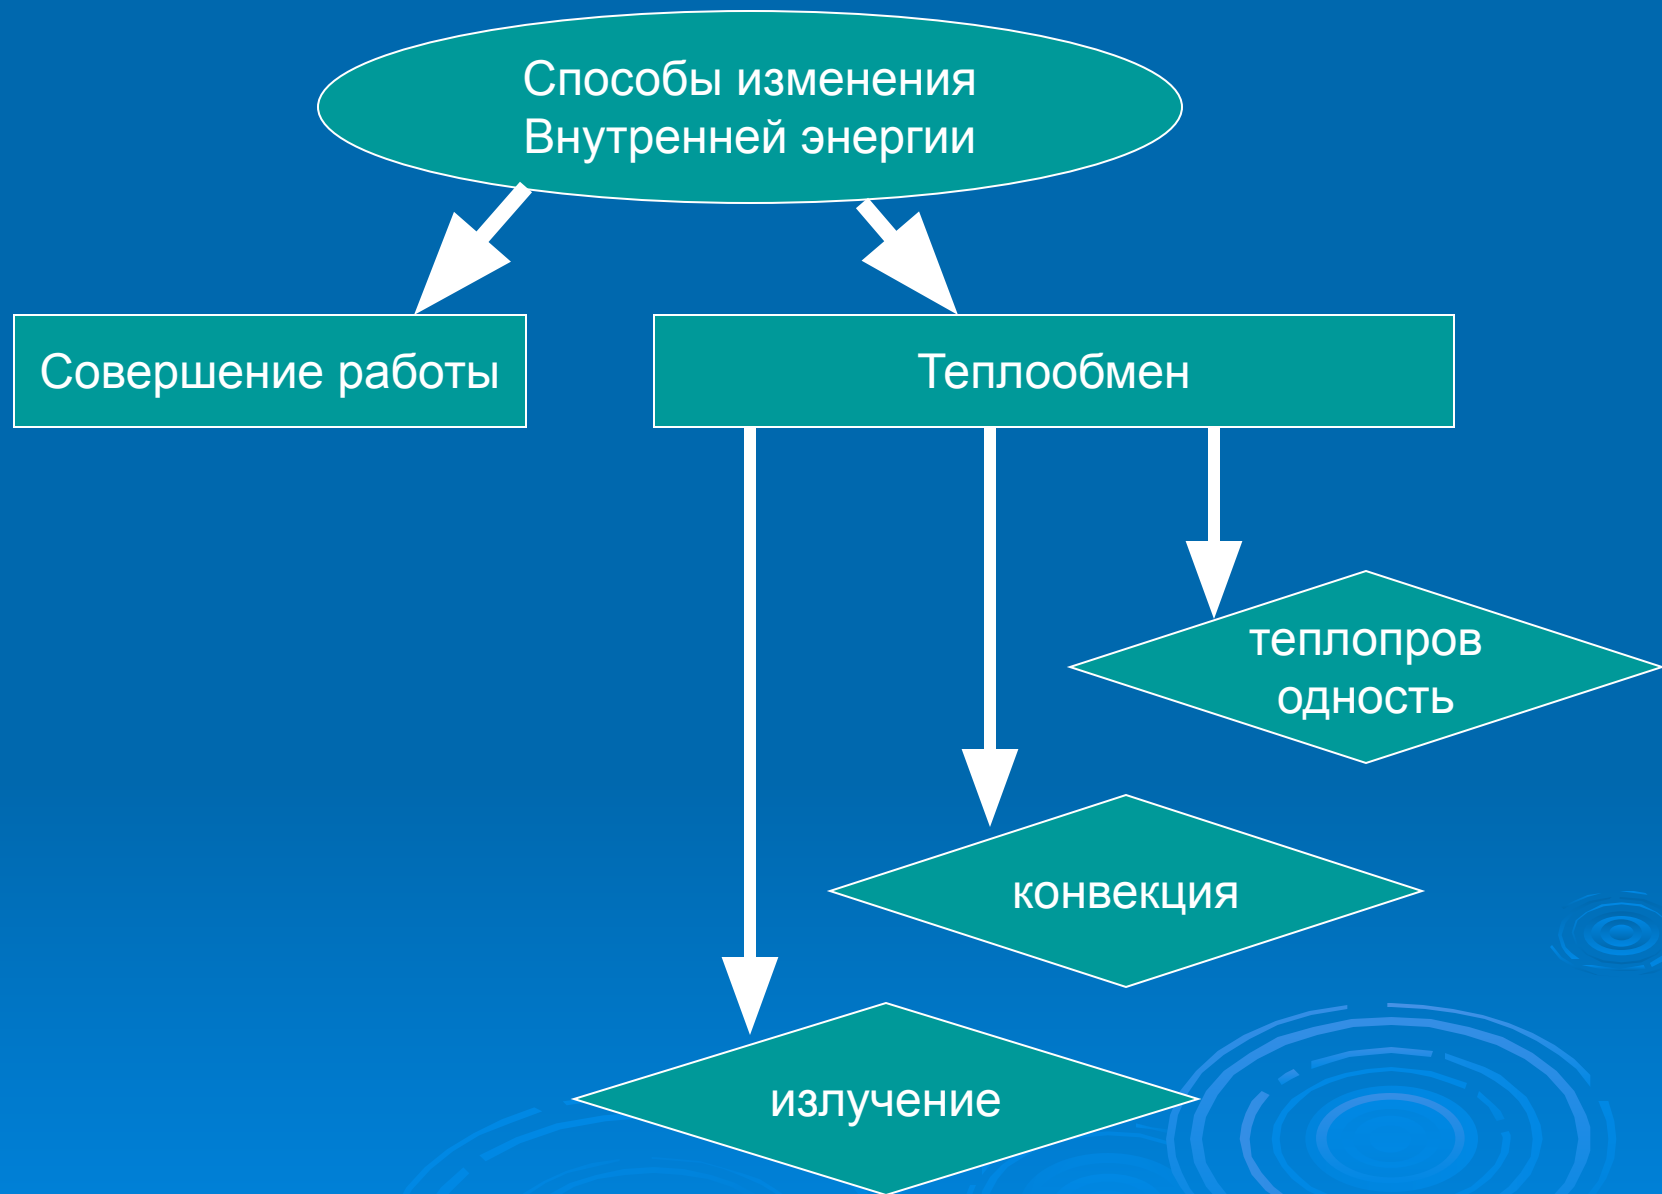 Способы изменения
Внутренней энергии
Совершение работы
Теплообмен
теплопров
одность
конвекция
излучение